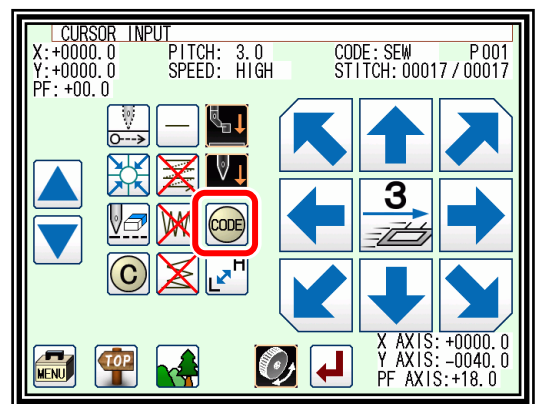 CURSOR INPUT
X:+0000.0 PITCH: 3.0 CODE: SEW P001
Y:+0000.0 SPEED: HIGH STITCH: 00017/00017
PF: +00.0
3
CODE
C
L H
MENU
TOP
X AXIS: +0000.0
Y AXIS: -0040.0
PF AXIS:+18.0